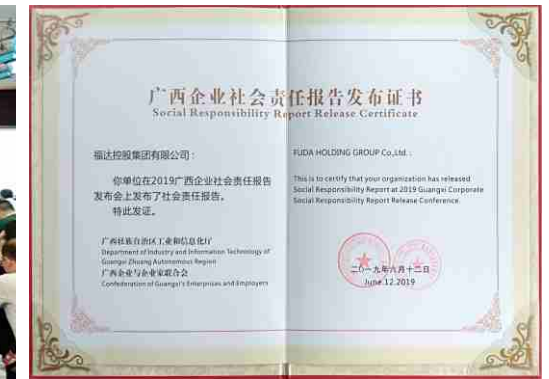 广西企业社会责任报告发布证书
Social Responsibility Report Release Certificate
福达控股集团有限公司：
你单位在2019广西企业社会责任报告
发布会上发布了社会责任报告。
特此发证。
广西壮族自治区工业和信息化厅
Department of Industry and Information Technology of
Guangxi Zhuang Autonomous Region
广西企业与企业家联合会
Confederation of Guangxi's Enterprises and Employers
FUDA HOLDING GROUP Co.,Ltd. :
This is to certify that your organization has released
Social Responsibility Report at 2019 Guangxi Corporate
Social Responsibility Report Release Conference.
二〇一九年六月十二日
June.12.2019